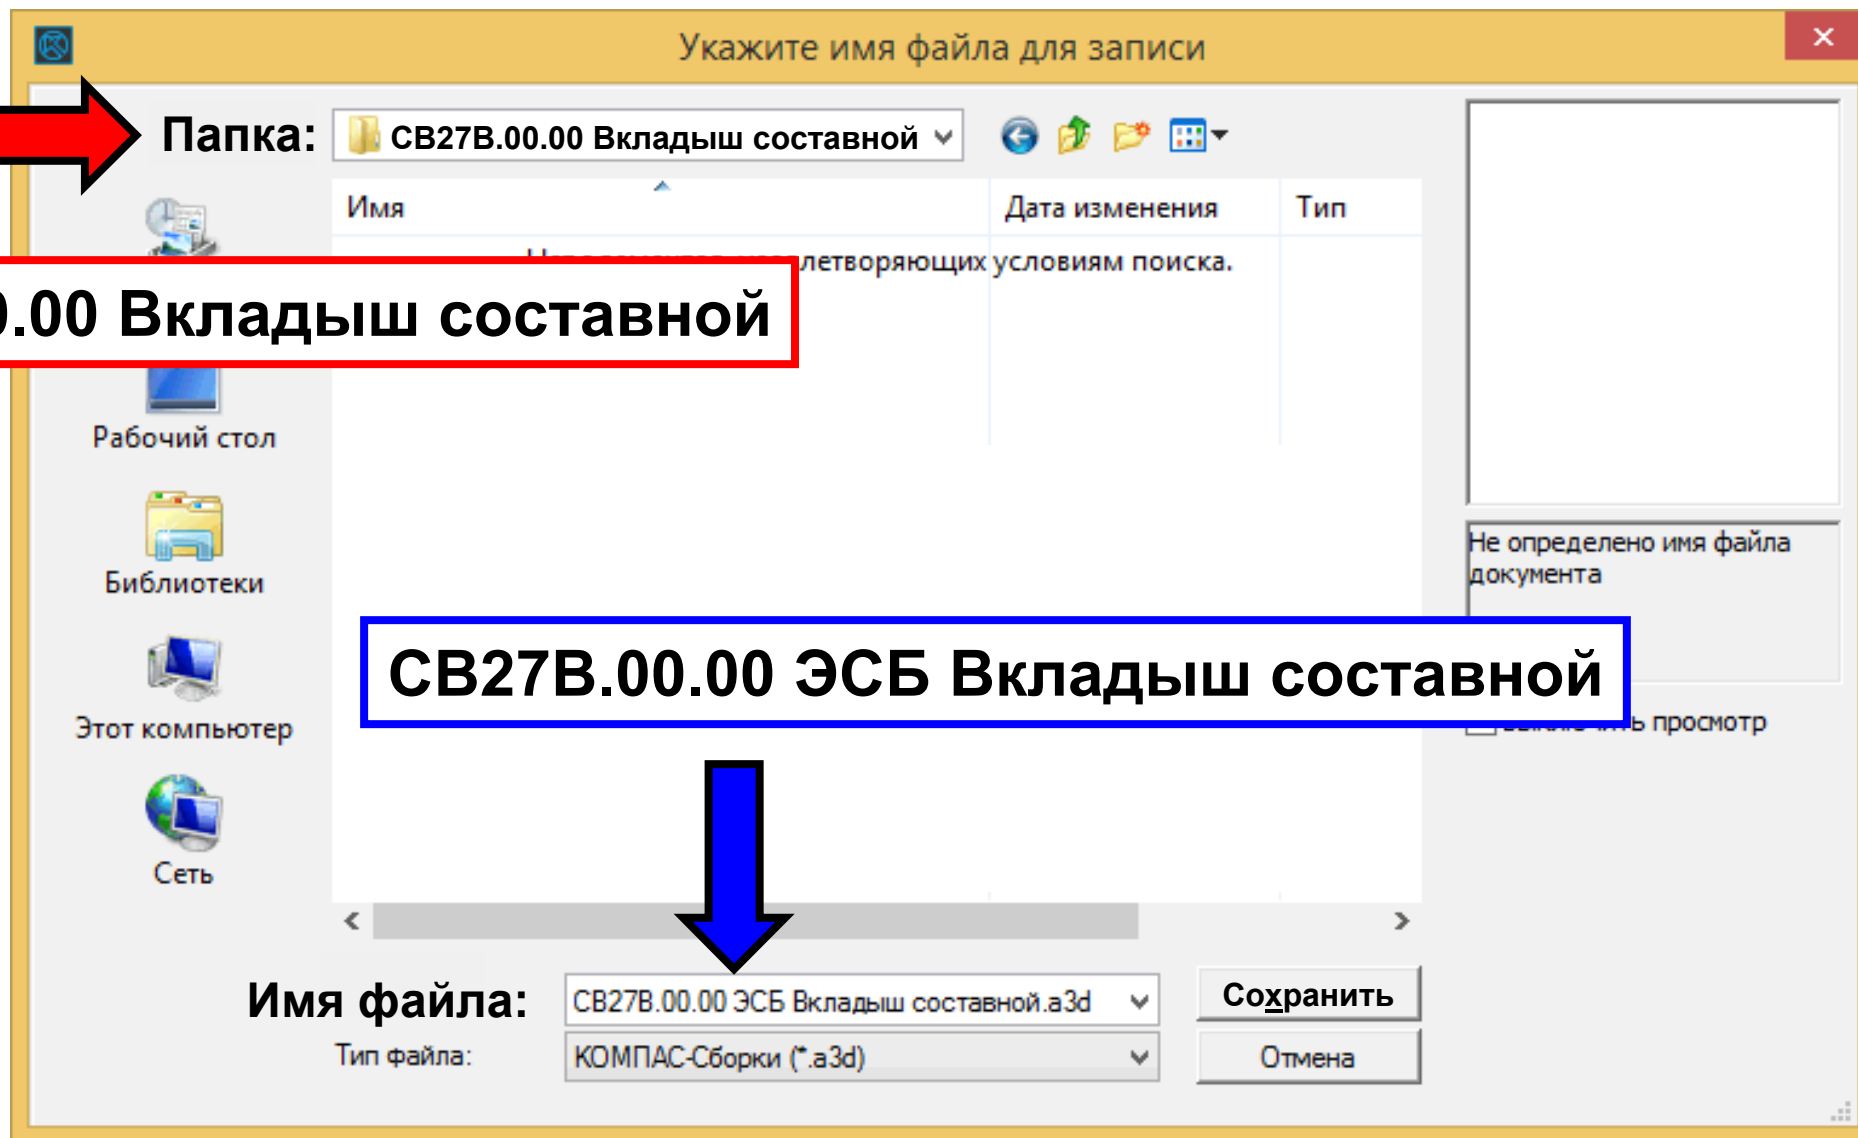 Укажите имя файла для записи
Папка: СВ27В.00.00 Вкладыш составной
Имя Дата изменения Тип
условиям поиска.
.00 Вкладыш составной
Рабочий стол
Библиотеки
Этот компьютер
Сеть
Не определено имя файла
документа
СВ27В.00.00 ЭСБ Вкладыш составной
просмотр
Имя файла: СВ27В.00.00 ЭСБ Вкладыш составной.a3d Сохранить
Тип файла: КОМПАС-Сборки (*.a3d) Отмена